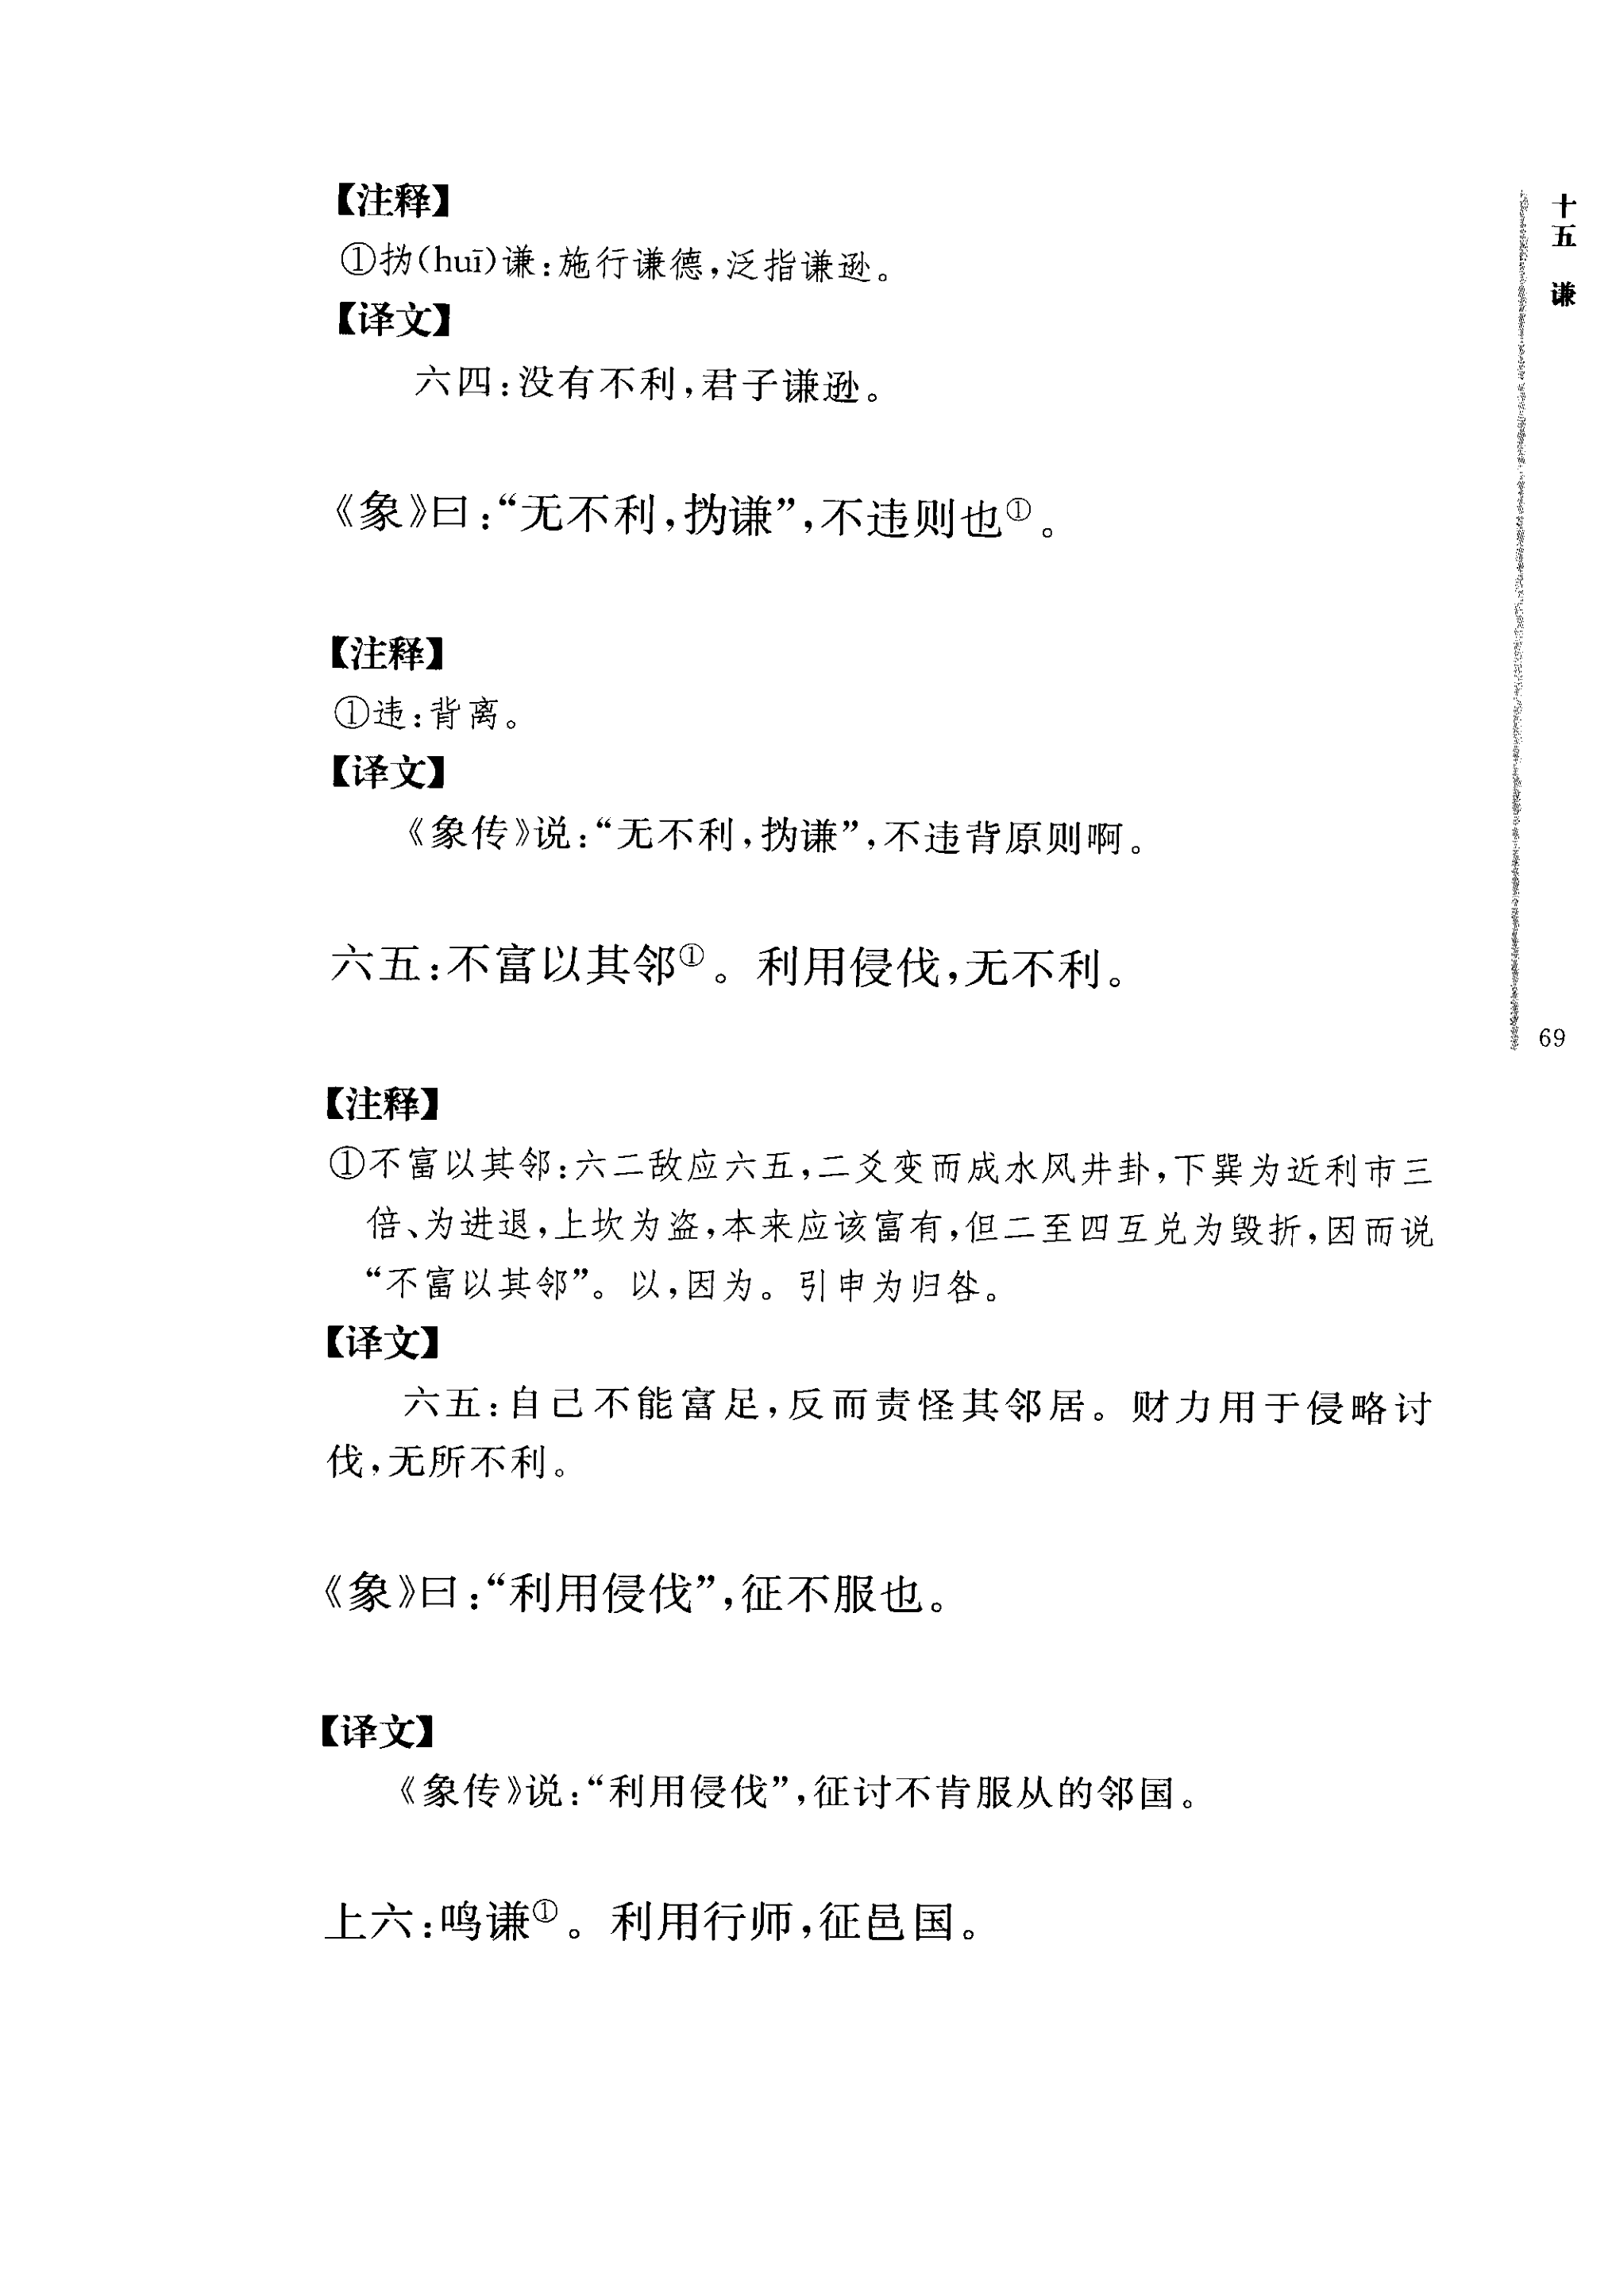 【注释】
①㧑(huī)谦:施行谦德,泛指谦逊。
【译文】
六四:没有不利,君子谦逊。
《象》曰:“无不利,㧑谦”,不违则也①。
【注释】
①违:背离。
【译文】
《象传》说:“无不利,㧑谦”,不违背原则啊。
六五:不富以其邻①。利用侵伐,无不利。
【注释】
①不富以其邻:六二敌应六五,二爻变而成水风井卦,下巽为近利市三
倍、为进退,上坎为盗,本来应该富有,但二至四互兑为毁折,因而说
“不富以其邻”。以,因为。引申为归咎。
【译文】
六五:自己不能富足,反而责怪其邻居。财力用于侵略讨
伐,无所不利。
《象》曰:“利用侵伐”,征不服也。
【译文】
《象传》说:“利用侵伐”,征讨不肯服从的邻国。
上六:鸣谦①。利用行师,征邑国。
十五 谦
69